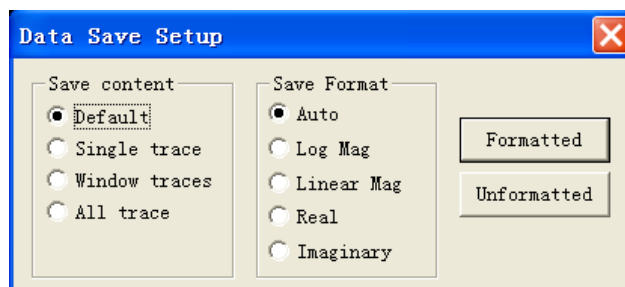 Data Save Setup
Save content
Default
Single trace
Window traces
All trace
Save Format
Auto
Log Mag
Linear Mag
Real
Imaginary
Formatted
Unformatted